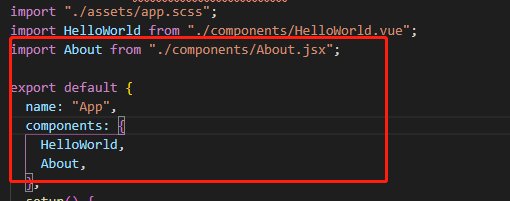 import "./assets/app.scss";
import HelloWorld from "./components/HelloWorld.vue";
import About from "./components/About.jsx";
export default {
name: "App",
components: {
HelloWorld,
About,
},
setup() {